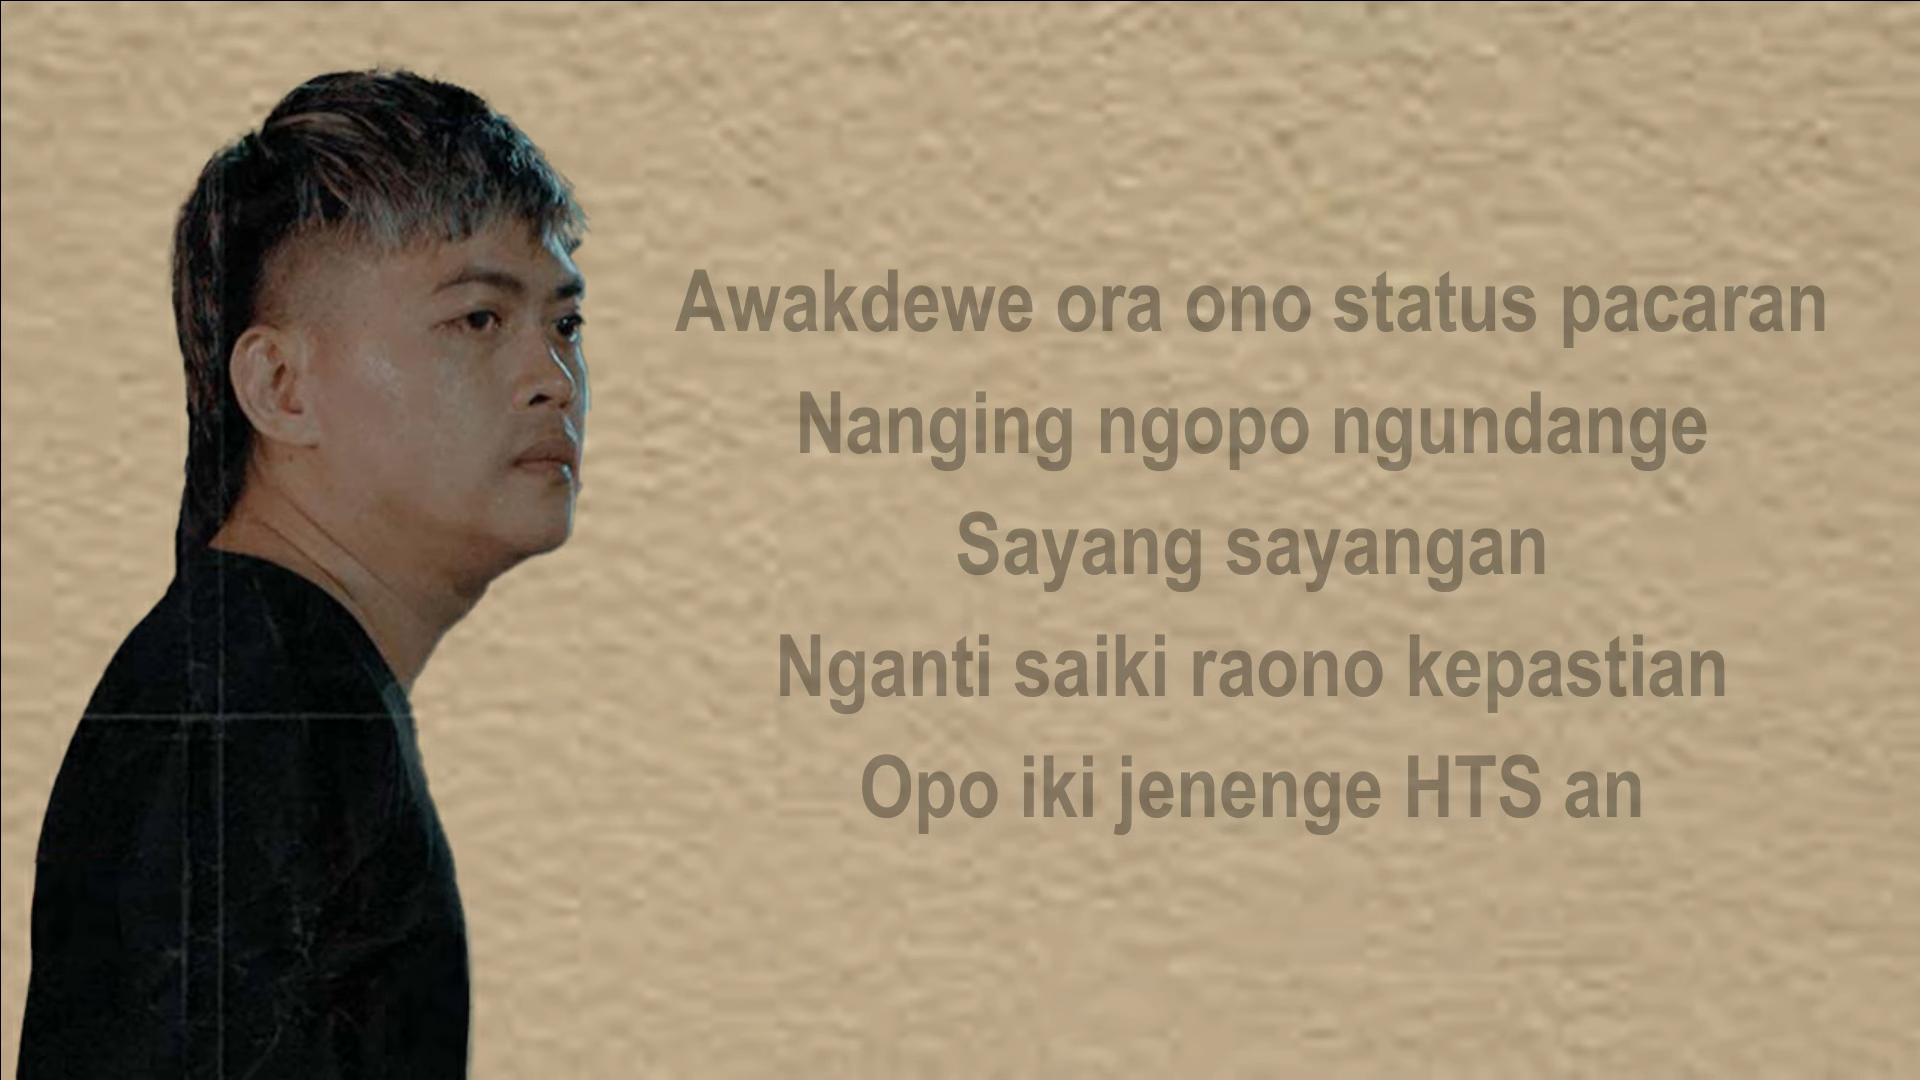 Awakdewe ora ono status pacaran
Nanging ngopo ngundange
Sayang sayangan
Nganti saiki raono kepastian
Opo iki jenenge HTS an